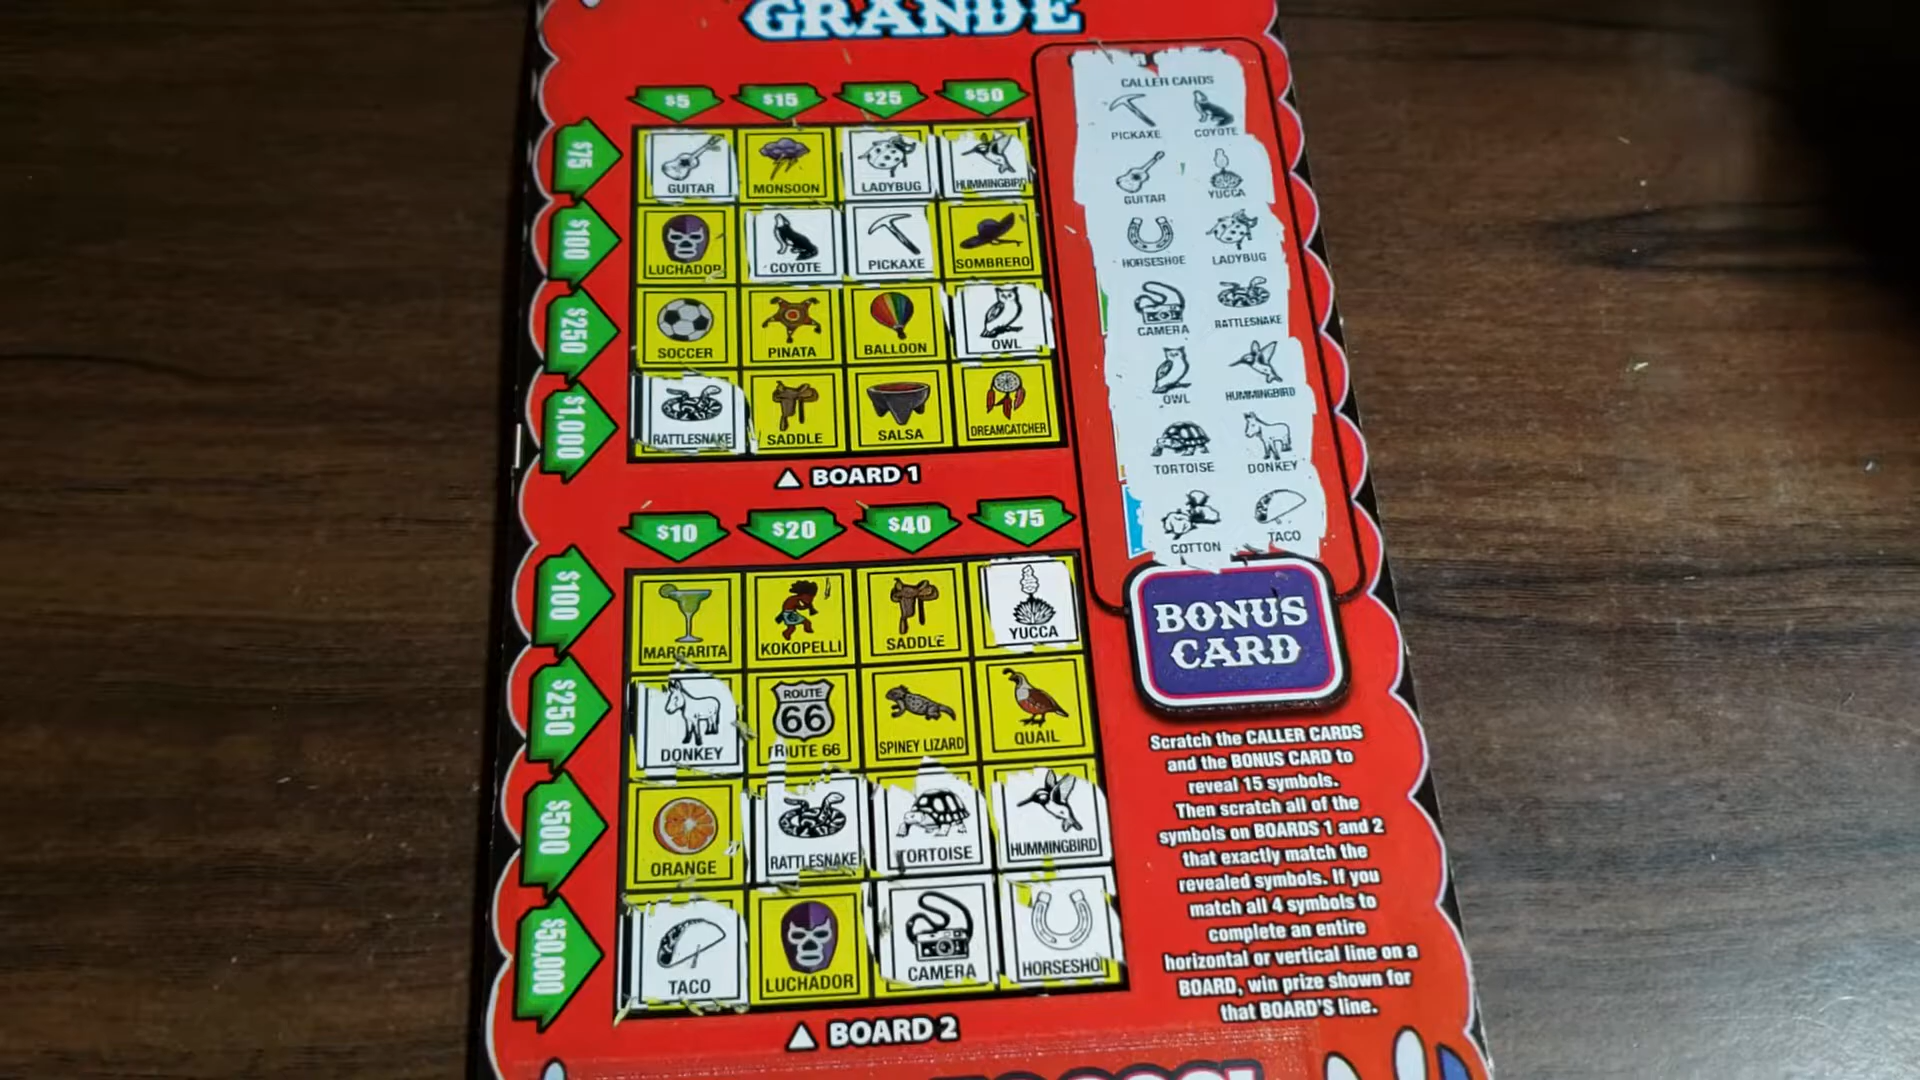 GRANDE
$5 $15 $25 $50
$75
GUITAR MONSOON LADYBUG HUMMINGBIRD
$100
LUCHADOR COYOTE PICKAXE SOMBRERO
$250
SOCCER PINATA BALLOON OWL
$1,000
RATTLESNAKE SADDLE SALSA DREAMCATCHER
BOARD 1
$10 $20 $40 $75
$100
MARGARITA KOKOPELLI SADDLE YUCCA
$250
ROUTE
66
DONKEY ROUTE 66 SPINEY LIZARD QUAIL
$500
ORANGE RATTLESNAKE TORTOISE HUMMINGBIRD
$50,000
TACO LUCHADOR CAMERA HORSESHO
BOARD 2
CALLER CARDS
PICKAXE COYOTE
GUITAR YUCCA
HORSESHOE LADYBUG
CAMERA RATTLESNAKE
OWL HUMMINGBIRD
TORTOISE DONKEY
COTTON TACO
BONUS
CARD
Scratch the CALLER CARDS
and the BONUS CARD to
reveal 15 symbols.
Then scratch all of the
symbols on BOARDS 1 and 2
that exactly match the
revealed symbols. If you
match all 4 symbols to
complete an entire
horizontal or vertical line on a
BOARD, win prize shown for
that BOARD'S line.